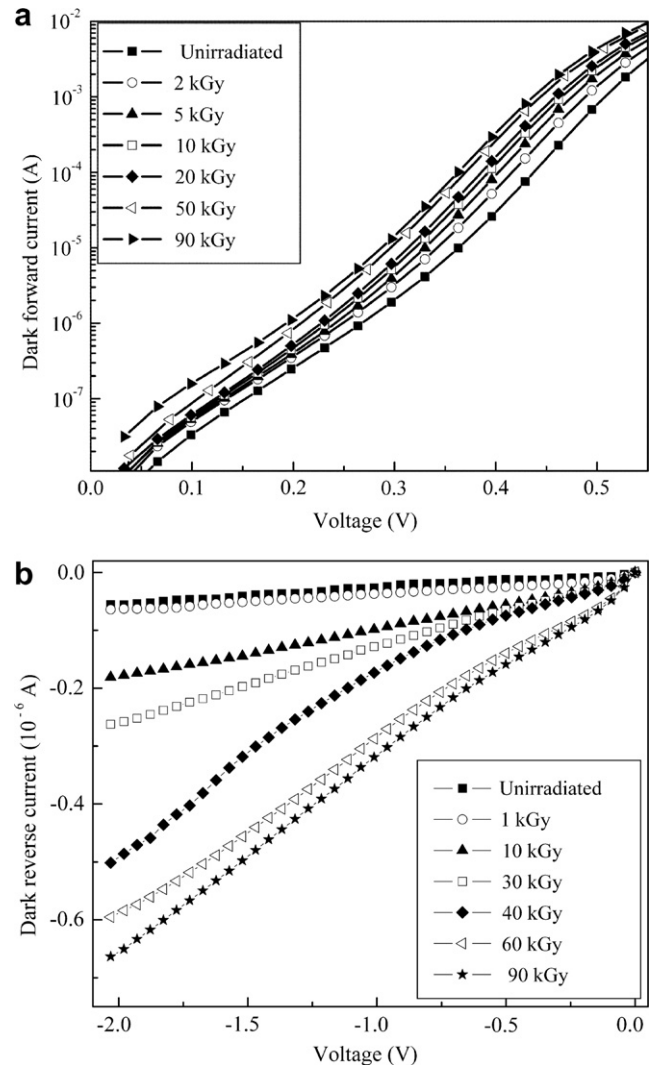 a
10⁻²
10⁻³
10⁻⁴
10⁻⁵
10⁻⁶
10⁻⁷
Dark forward current (A)
Unirradiated
2 kGy
5 kGy
10 kGy
20 kGy
50 kGy
90 kGy
0.0 0.1 0.2 0.3 0.4 0.5
Voltage (V)
b
0.0
-0.2
-0.4
-0.6
Dark reverse current (10⁻⁶ A)
Unirradiated
1 kGy
10 kGy
30 kGy
40 kGy
60 kGy
90 kGy
-2.0 -1.5 -1.0 -0.5 0.0
Voltage (V)